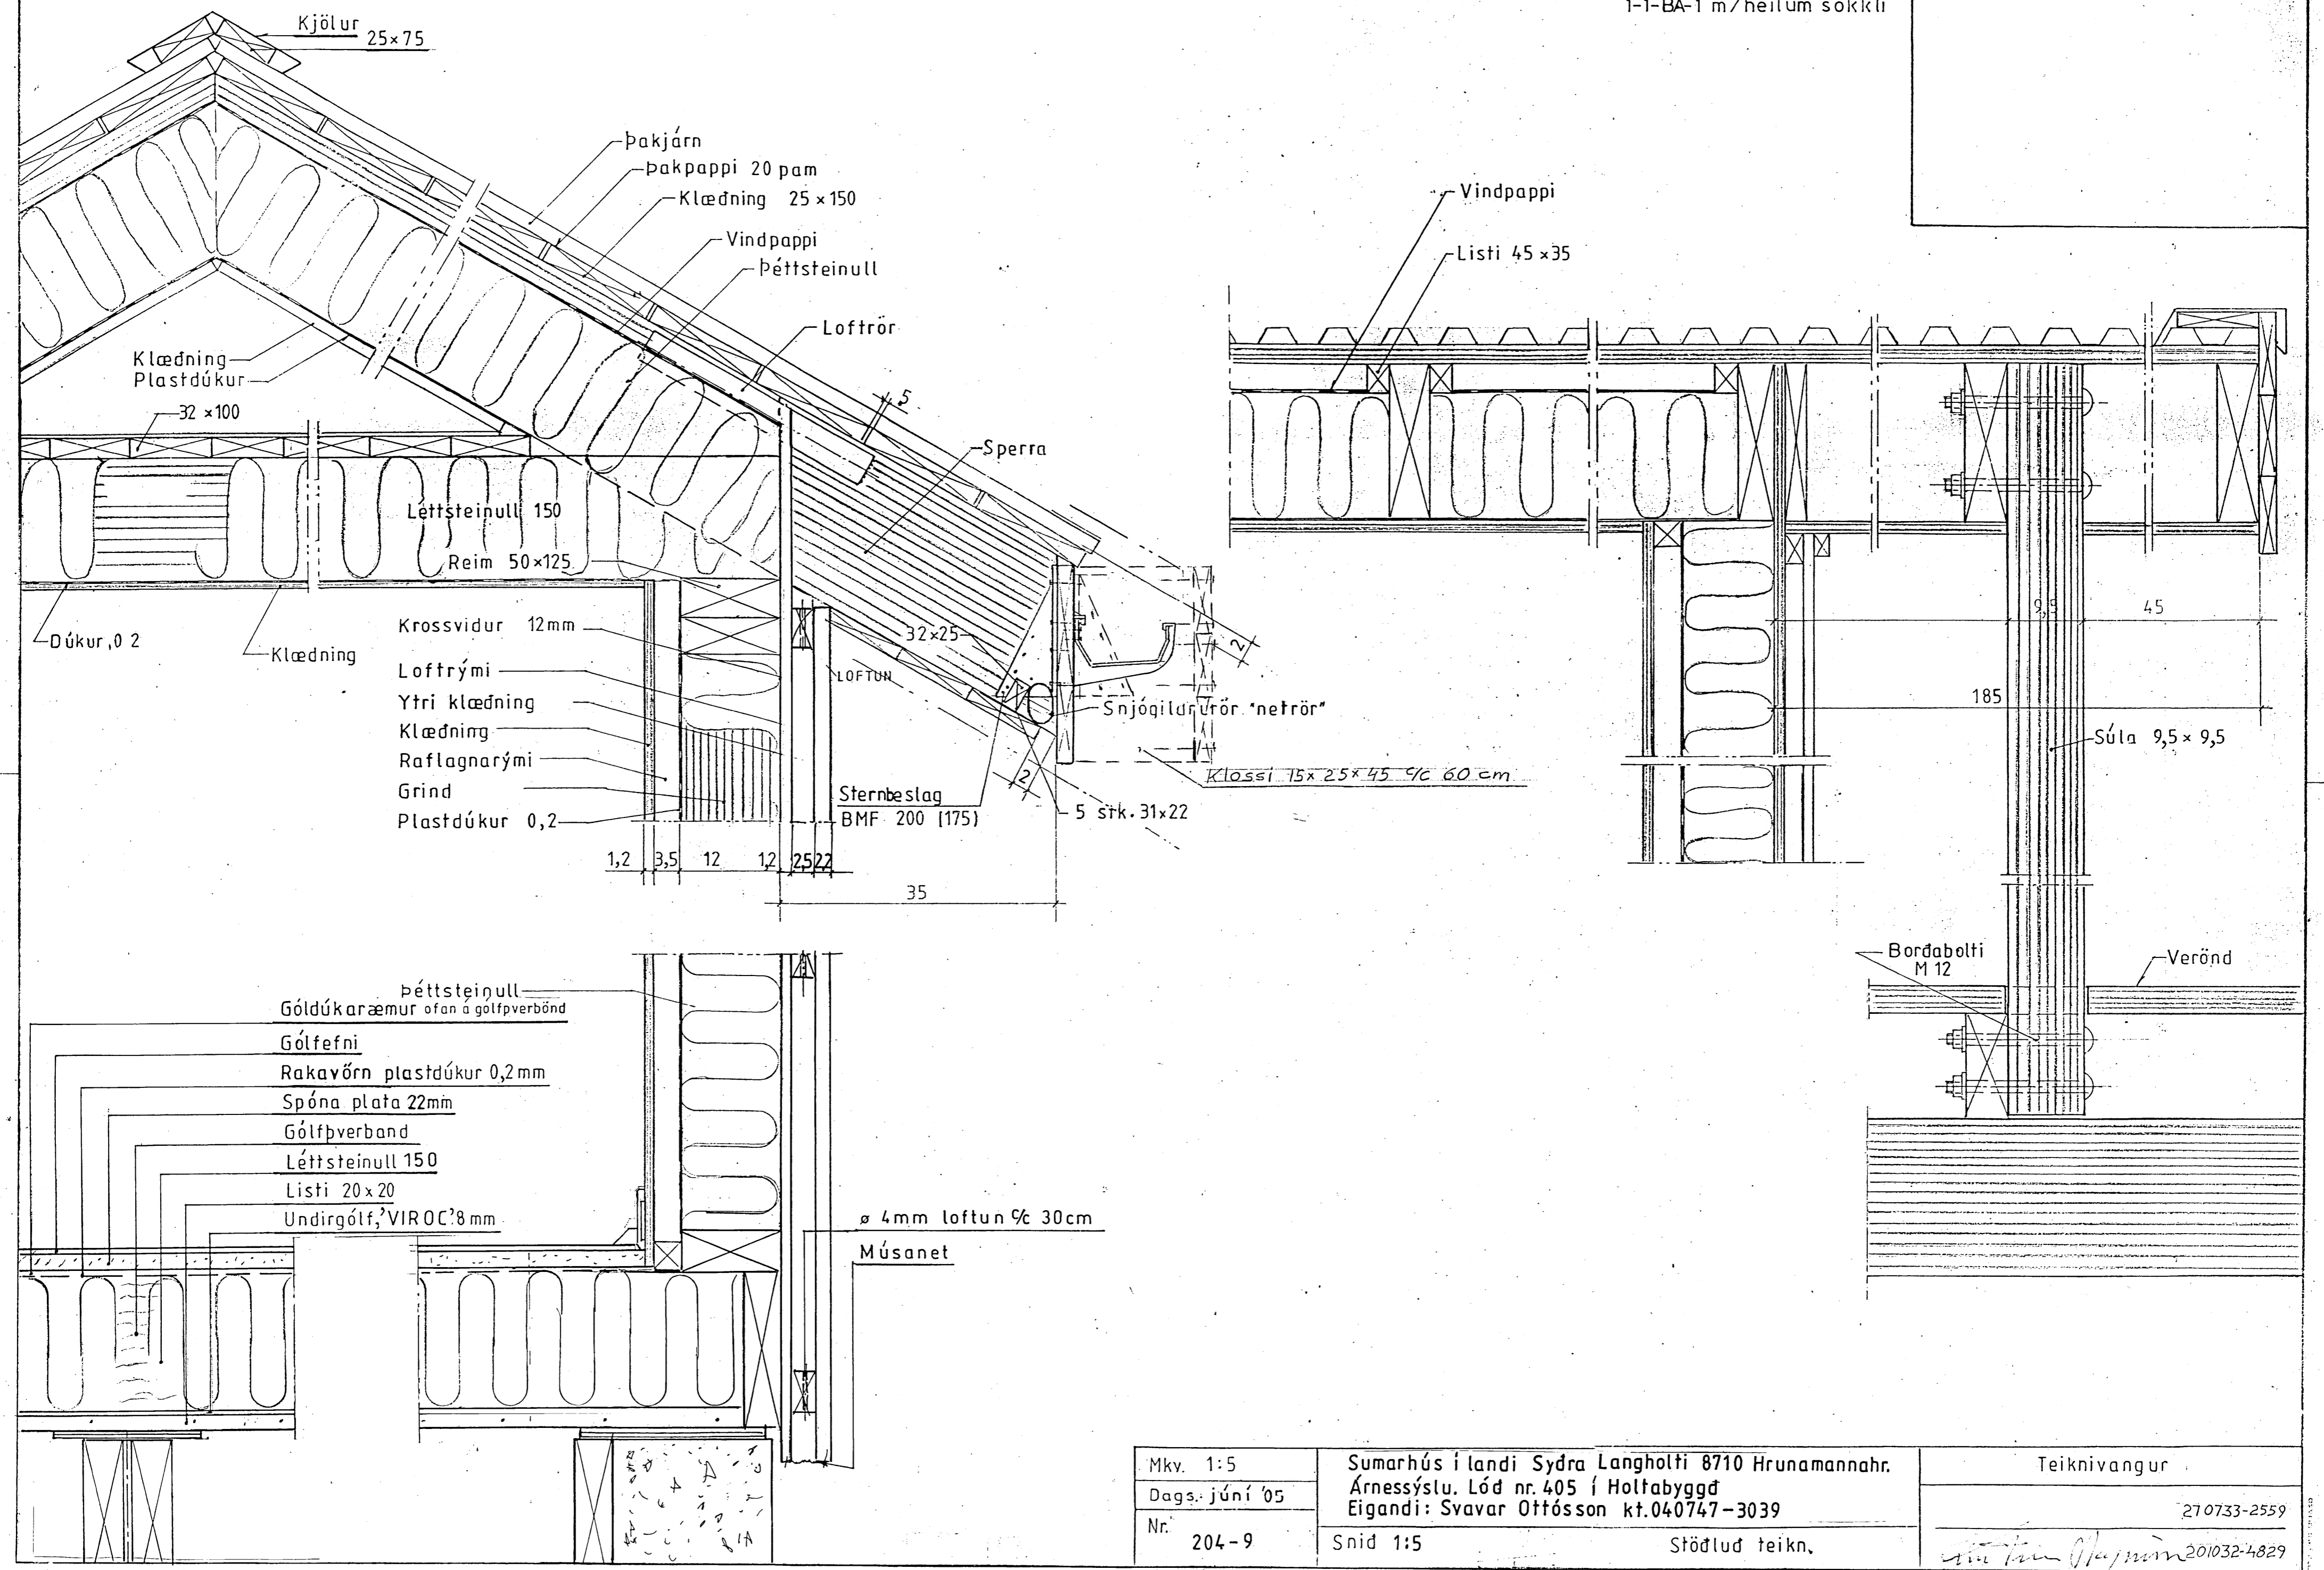 1-1-BA-1 m/heilum sökkli
Kjölur
25×75
Þakjárn
Þakpappi 20 pam
Klæðning 25×150
Vindpappi
Þéttsteinull
Loftrör
5
Sperra
Klæðning
Plastdúkur
32×100
Léttsteinull 150
Reim 50×125
Dúkur,0 2
Klæðning
Krossviður 12mm
Loftrými
Ytri klæðning
Klæðning
Raflagnarými
Grind
Plastdúkur 0,2
LOFTUN
32×25
2
Snjógildrurör "netrör"
Klossi 15×25×45 c/c 60 cm
2
Sternbeslag
BMF 200 (175)
5 stk. 31×22
1,2 3,5 12 1,2 2,5 2,2
35
Vindpappi
Listi 45×35
9,5 45
185
Súla 9,5×9,5
Borðabolti
M 12
Verönd
Þéttsteinull
Góldúkaræmur ofan á gólfþverbönd
Gólfefni
Rakavörn plastdúkur 0,2mm
Spóna plata 22mm
Gólfþverband
Léttsteinull 150
Listi 20×20
Undirgólf,'VIROC'8mm
ø 4mm loftun c/c 30cm
Músanet
Mkv. 1:5
Dags. júní '05
Nr.
204-9
Sumarhús í landi Syðra Langholti 8710 Hrunamannahr.
Árnessýslu. Lóð nr. 405 í Holtabyggð
Eigandi: Svavar Ottósson kt.040747-3039
Snið 1:5 Stöðluð teikn.
Teiknivangur
270733-2559
201032-4829